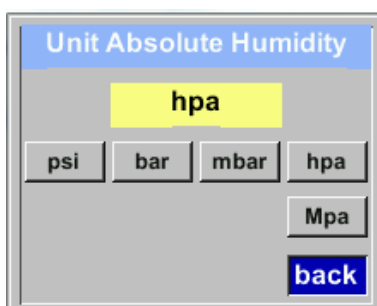 Unit Absolute Humidity
hpa
psi bar mbar hpa
Mpa
back